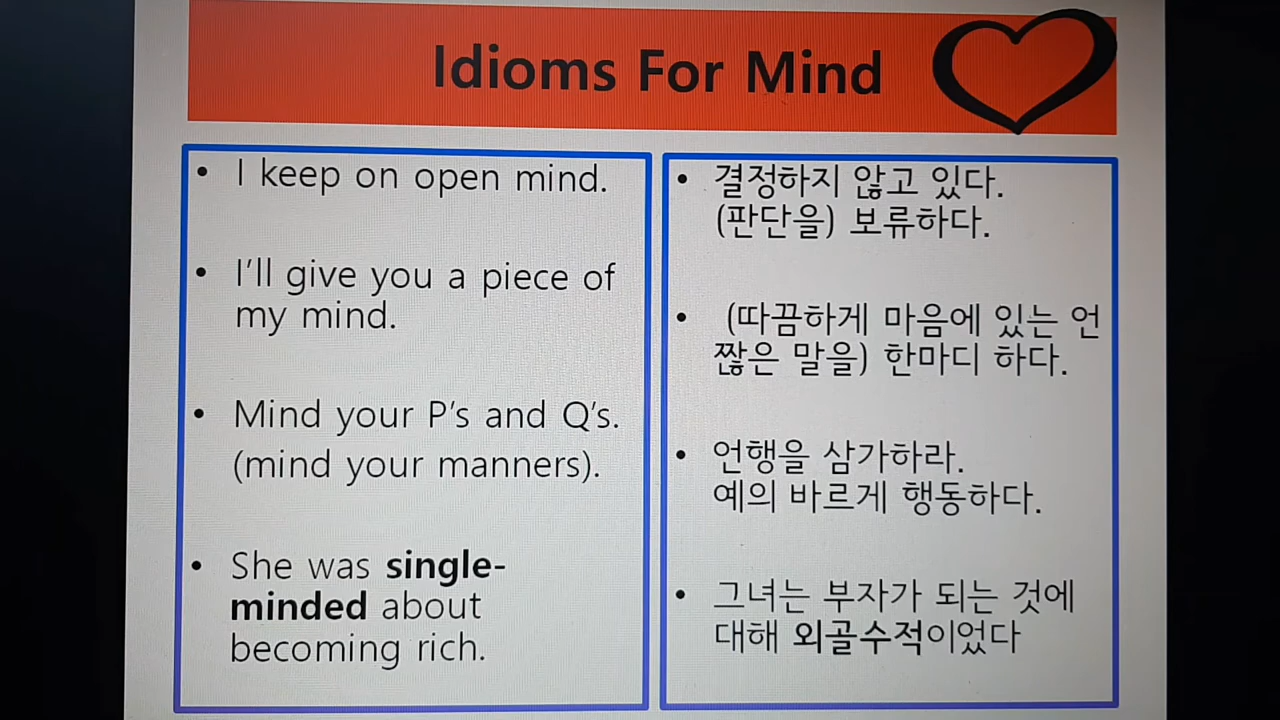 Idioms For Mind
• I keep on open mind.
• I'll give you a piece of
my mind.
• Mind your P's and Q's.
(mind your manners).
• She was single-
minded about
becoming rich.
• 결정하지 않고 있다.
(판단을) 보류하다.
• (따끔하게 마음에 있는 언
짢은 말을) 한마디 하다.
• 언행을 삼가하라.
예의 바르게 행동하다.
• 그녀는 부자가 되는 것에
대해 외골수적이었다